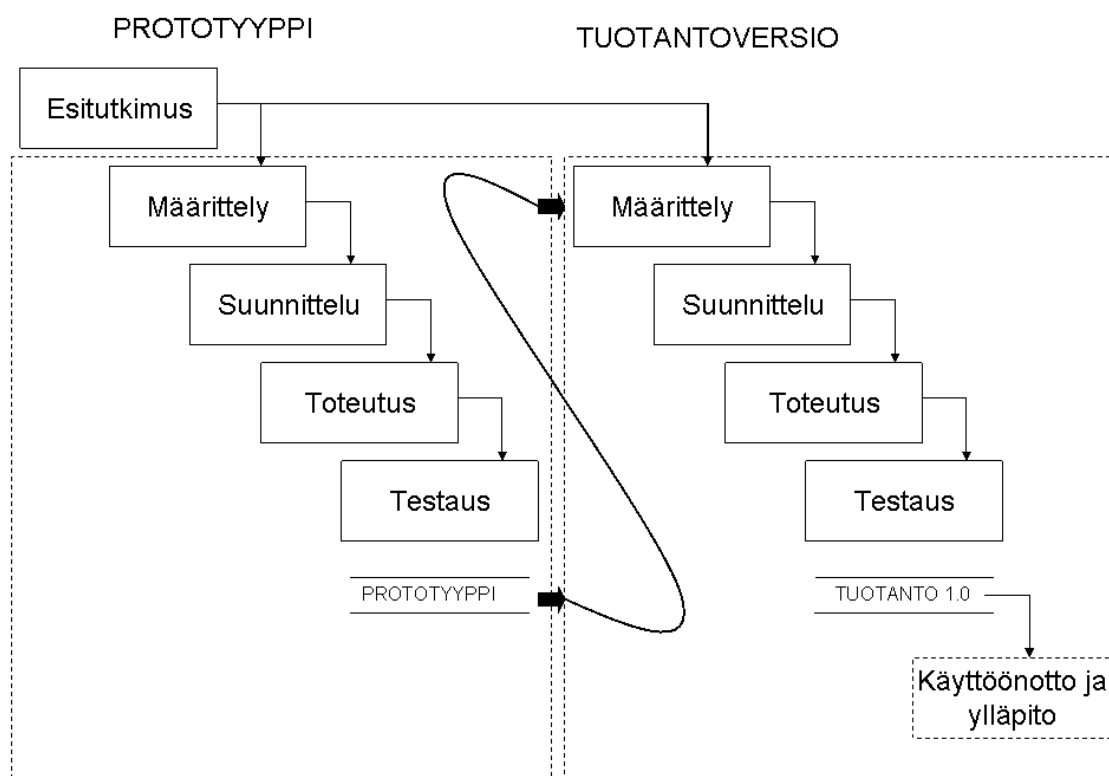 PROTOTYYPPI
TUOTANTOVERSIO
Esitutkimus
Määrittely
Suunnittelu
Toteutus
Testaus
PROTOTYYPPI
Määrittely
Suunnittelu
Toteutus
Testaus
TUOTANTO 1.0
Käyttöönotto ja
ylläpito